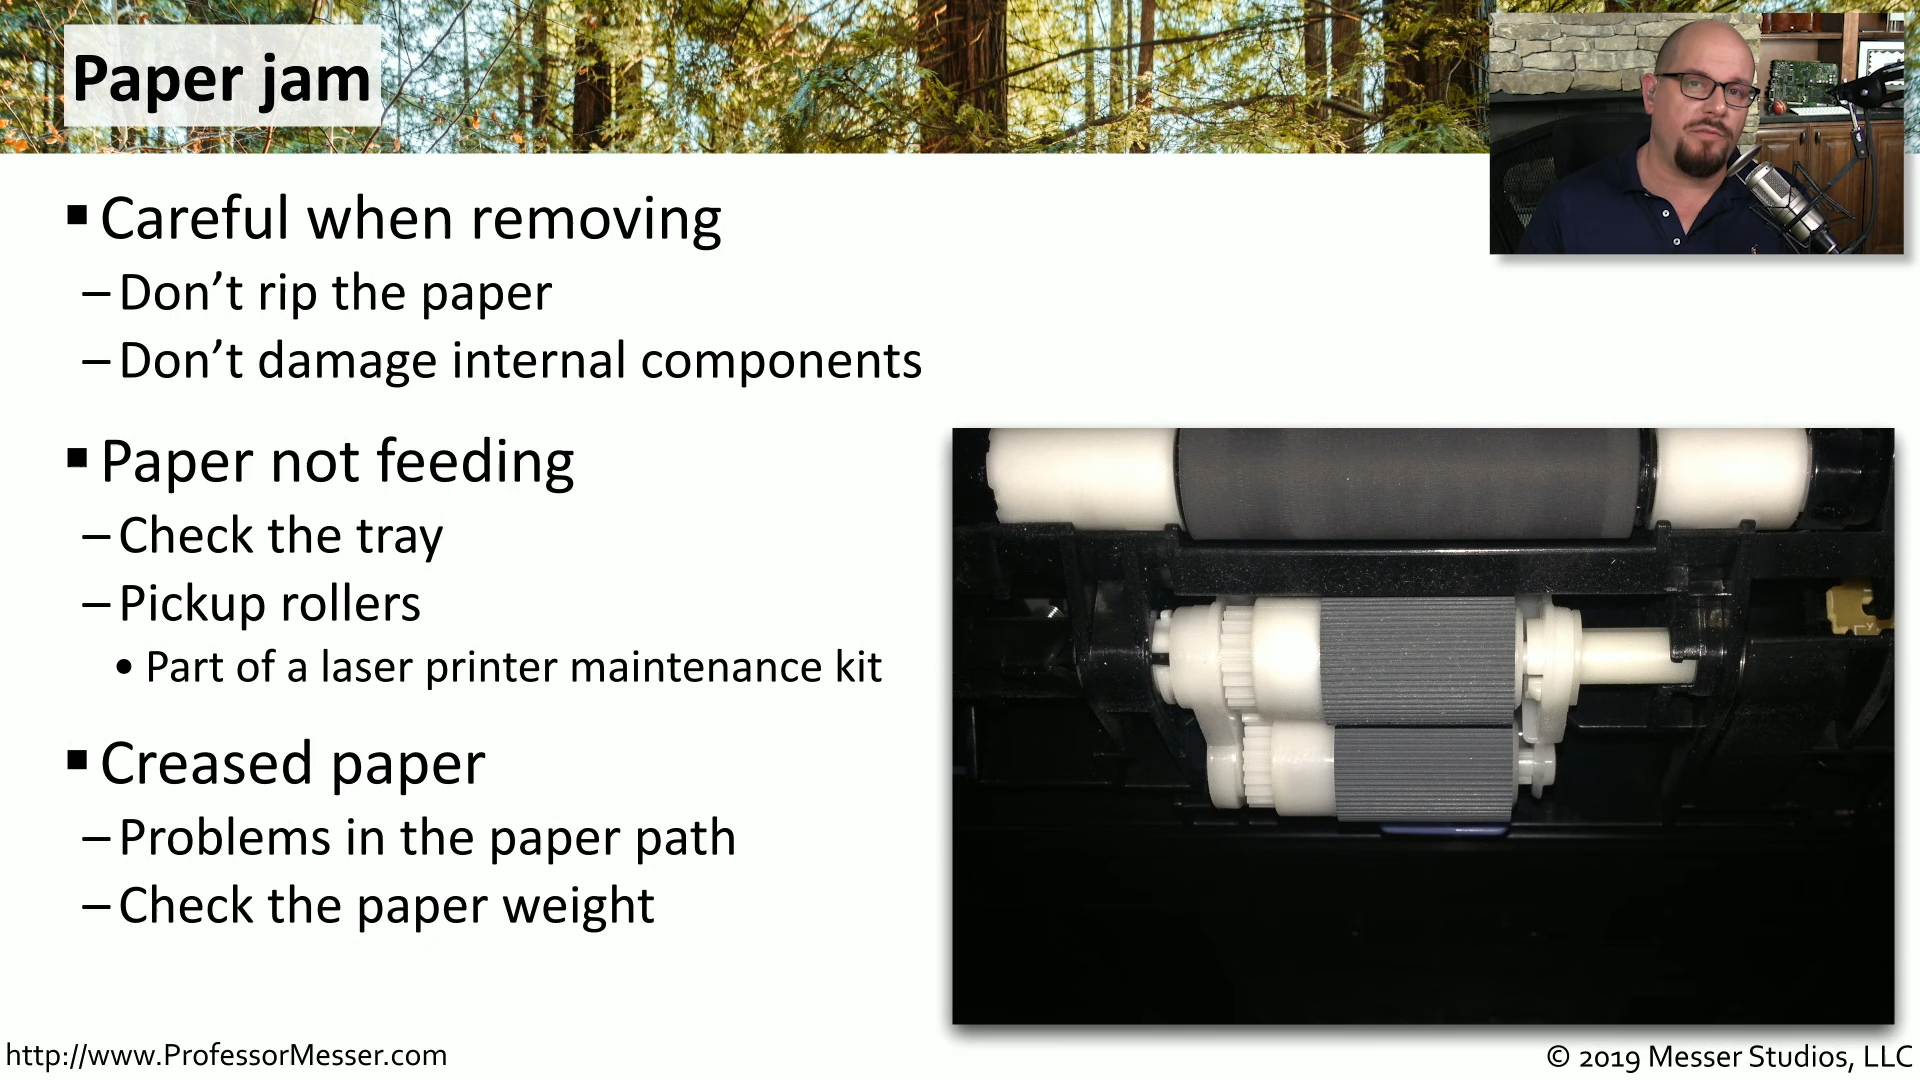 Paper jam
▪ Careful when removing
– Don’t rip the paper
– Don’t damage internal components
▪ Paper not feeding
– Check the tray
– Pickup rollers
• Part of a laser printer maintenance kit
▪ Creased paper
– Problems in the paper path
– Check the paper weight
http://www.ProfessorMesser.com
© 2019 Messer Studios, LLC